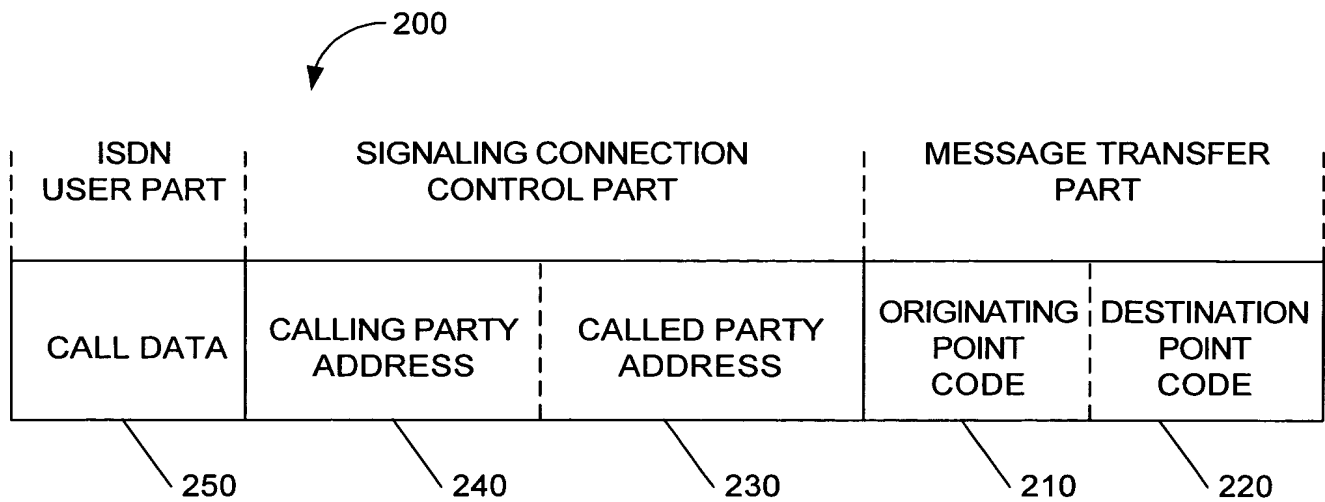 200
ISDN
USER PART
SIGNALING CONNECTION
CONTROL PART
MESSAGE TRANSFER
PART
CALL DATA
CALLING PARTY
ADDRESS
CALLED PARTY
ADDRESS
ORIGINATING
POINT
CODE
DESTINATION
POINT
CODE
250
240
230
210
220